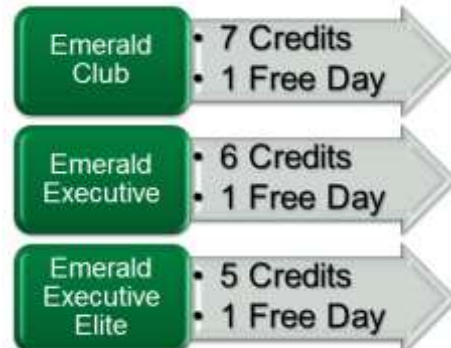 Emerald
Club
• 7 Credits
• 1 Free Day
Emerald
Executive
• 6 Credits
• 1 Free Day
Emerald
Executive
Elite
• 5 Credits
• 1 Free Day